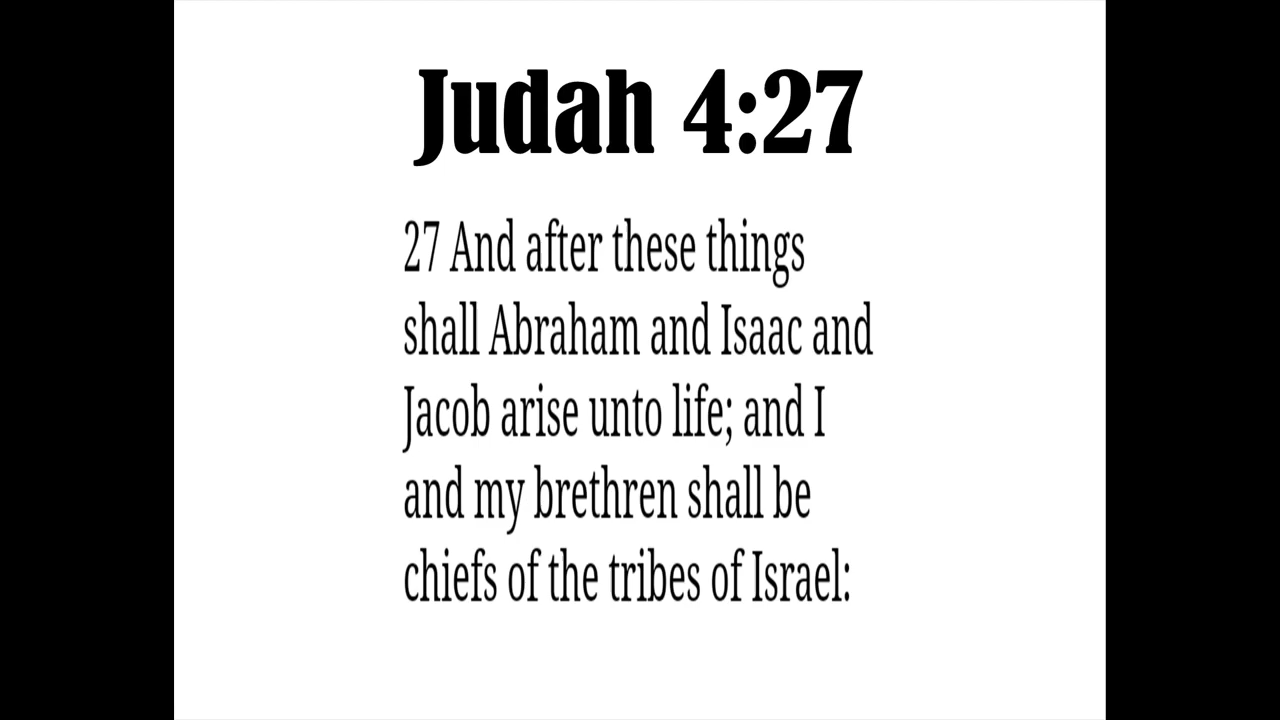 Judah 4:27
27 And after these things
shall Abraham and Isaac and
Jacob arise unto life; and I
and my brethren shall be
chiefs of the tribes of Israel: